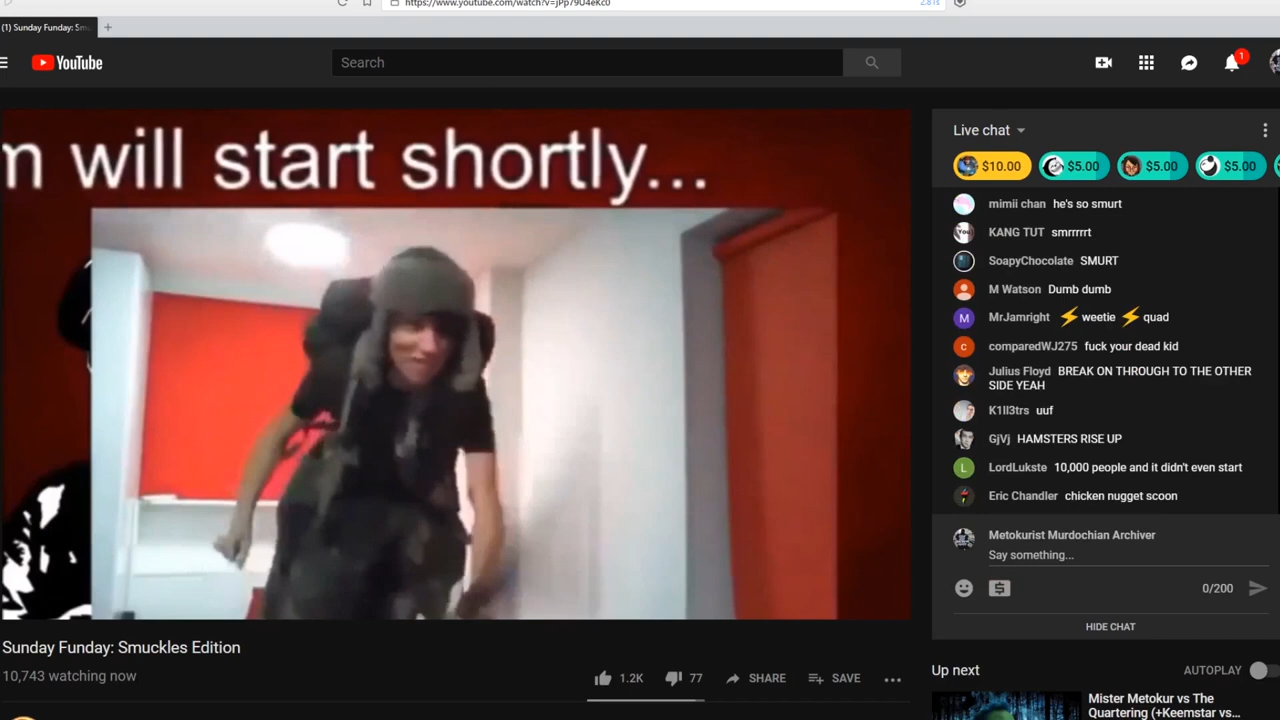 https://www.youtube.com/watch?v=jPp79U4eKc0
2.81s
(1) Sunday Funday: Smu
YouTube
Search
1
m will start shortly...
Live chat
$10.00
$5.00
$5.00
$5.00
mimii chan he's so smurt
KANG TUT smrrrrrt
SoapyChocolate SMURT
M Watson Dumb dumb
M MrJamright ⚡weetie ⚡quad
c comparedWJ275 fuck your dead kid
Julius Floyd BREAK ON THROUGH TO THE OTHER
SIDE YEAH
K1ll3trs uuf
GjVj HAMSTERS RISE UP
L LordLukste 10,000 people and it didn't even start
Eric Chandler chicken nugget scoon
Metokurist Murdochian Archiver
Say something...
0/200
HIDE CHAT
Sunday Funday: Smuckles Edition
10,743 watching now
1.2K
77
SHARE
SAVE
Up next
AUTOPLAY
Mister Metokur vs The
Quartering (+Keemstar vs...